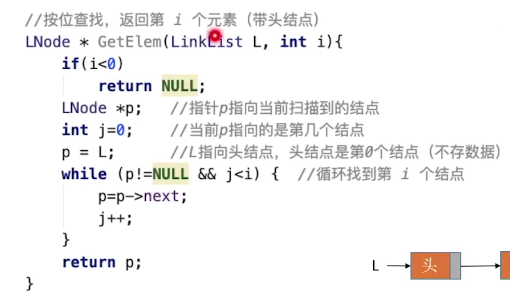 //按位查找，返回第 i 个元素（带头结点）
LNode * GetElem(LinkList L, int i){
if(i<0)
return NULL;
LNode *p; //指针p指向当前扫描到的结点
int j=0; //当前p指向的是第几个结点
p = L; //L指向头结点，头结点是第0个结点（不存数据）
while (p!=NULL && j<i) { //循环找到第 i 个结点
p=p->next;
j++;
}
return p;
}
L 头